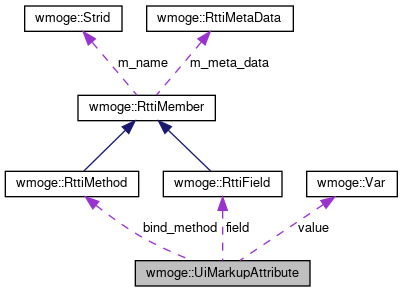 wmoge::Strid
wmoge::RttiMetaData
m_name
m_meta_data
wmoge::RttiMember
wmoge::RttiMethod
wmoge::RttiField
wmoge::Var
bind_method
field
value
wmoge::UiMarkupAttribute